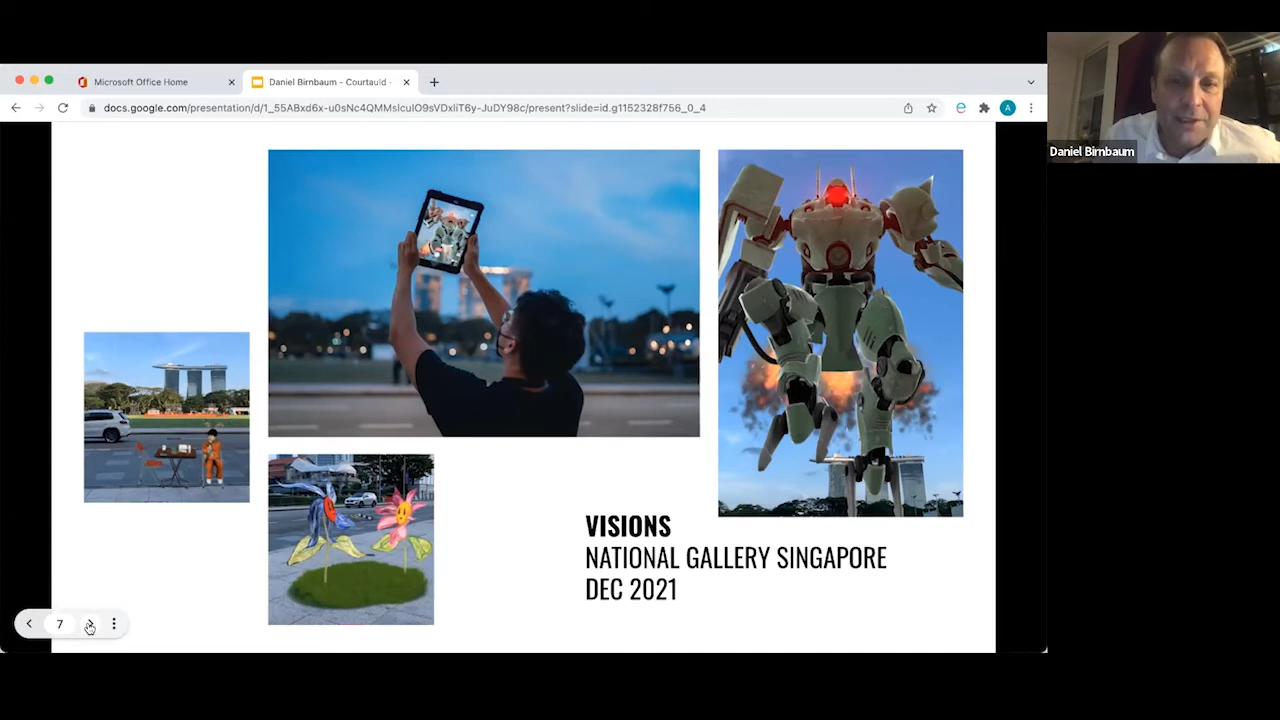 Microsoft Office Home
Daniel Birnbaum - Courtauld -
docs.google.com/presentation/d/1_55ABxd6x-u0sNc4QMMsIcuIO9sVDxIiT6y-JuDY98c/present?slide=id.g1152328f756_0_4
A
Daniel Birnbaum
VISIONS
NATIONAL GALLERY SINGAPORE
DEC 2021
7